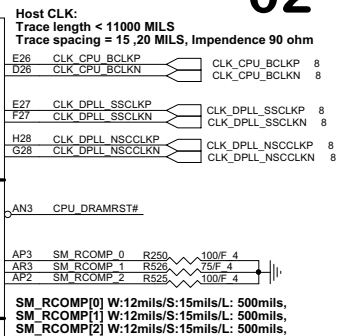 02
Host CLK:
Trace length < 11000 MILS
Trace spacing = 15 ,20 MILS, Impendence 90 ohm
E26 CLK_CPU_BCLKP CLK_CPU_BCLKP 8
D26 CLK_CPU_BCLKN CLK_CPU_BCLKN 8
E27 CLK_DPLL_SSCLKP CLK_DPLL_SSCLKP 8
F27 CLK_DPLL_SSCLKN CLK_DPLL_SSCLKN 8
H28 CLK_DPLL_NSCCLKP CLK_DPLL_NSCCLKP 8
G28 CLK_DPLL_NSCCLKN CLK_DPLL_NSCCLKN 8
AN3 CPU_DRAMRST#
AP3 SM_RCOMP_0 R250 100/F_4
AR3 SM_RCOMP_1 R526 75/F_4
AP2 SM_RCOMP_2 R525 100/F_4
SM_RCOMP[0] W:12mils/S:15mils/L: 500mils,
SM_RCOMP[1] W:12mils/S:15mils/L: 500mils,
SM_RCOMP[2] W:12mils/S:15mils/L: 500mils,